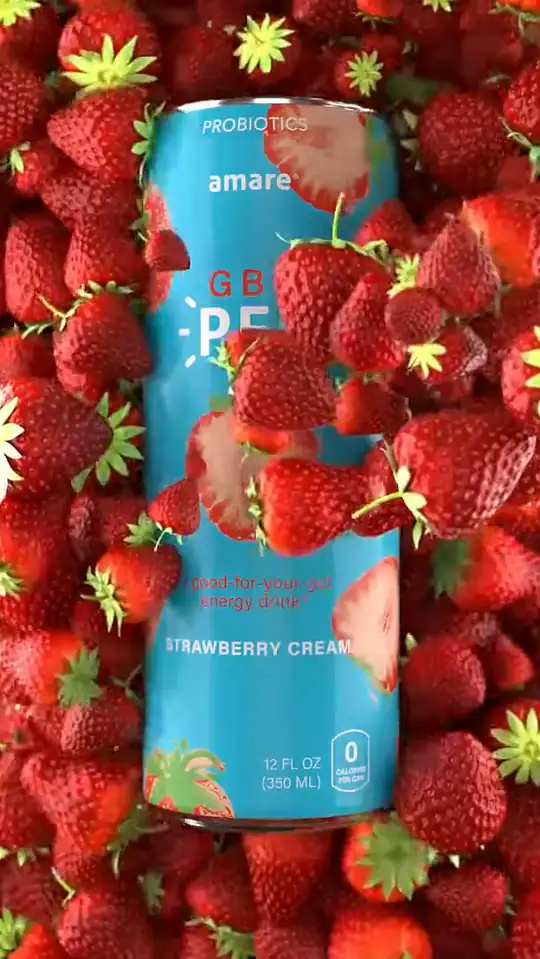 PROBIOTICS
amare
GB
good-for-your-gut
energy drink*
STRAWBERRY CREAM
12 FL OZ
(350 ML)
0
CALORIES
PER CAN